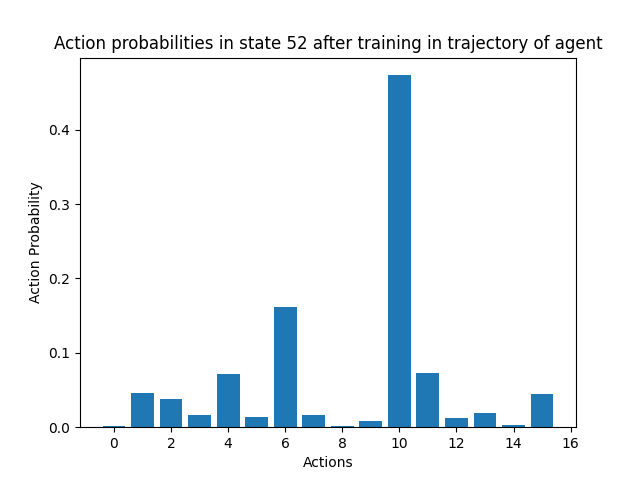 Action probabilities in state 52 after training in trajectory of agent
Action Probability
0.4
0.3
0.2
0.1
0.0
0 2 4 6 8 10 12 14 16
Actions